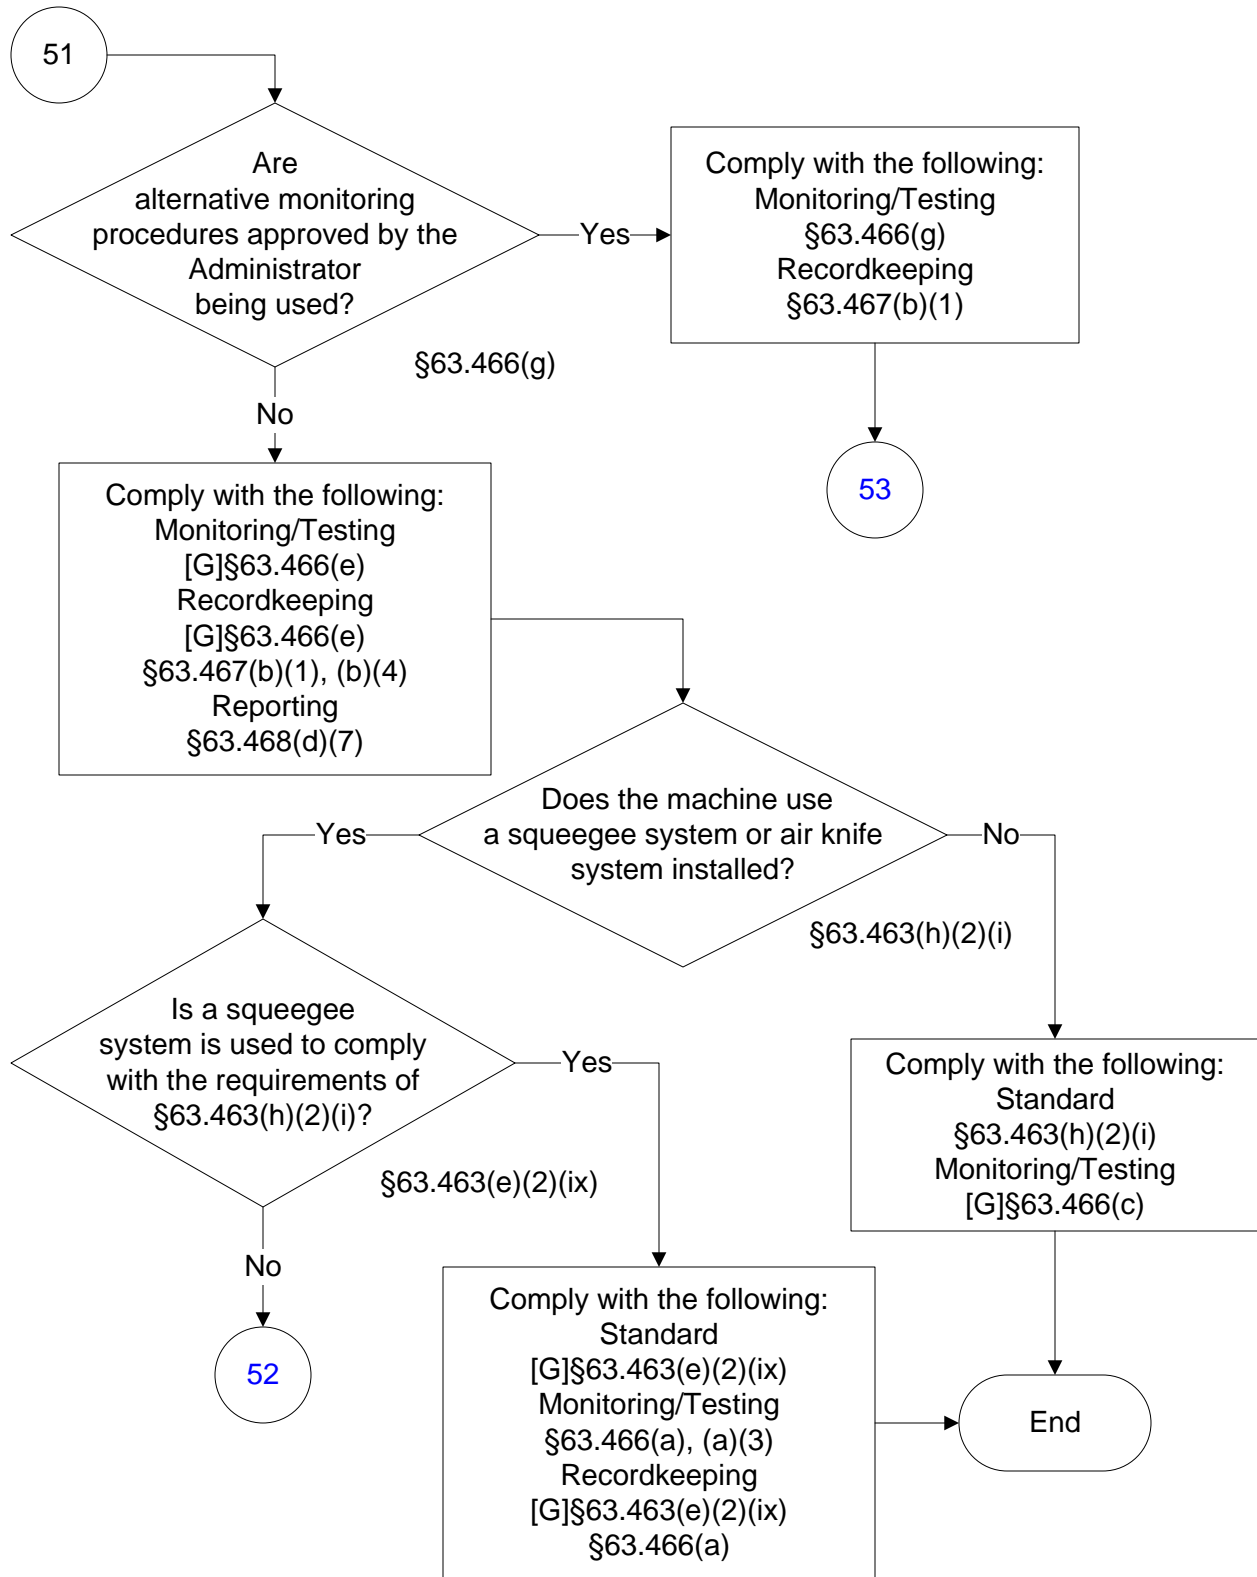 51
Are
alternative monitoring
procedures approved by the
Administrator
being used?
Yes
Comply with the following:
Monitoring/Testing
§63.466(g)
Recordkeeping
§63.467(b)(1)
§63.466(g)
No
53
Comply with the following:
Monitoring/Testing
[G]§63.466(e)
Recordkeeping
[G]§63.466(e)
§63.467(b)(1), (b)(4)
Reporting
§63.468(d)(7)
Does the machine use
a squeegee system or air knife
system installed?
Yes
No
§63.463(h)(2)(i)
Is a squeegee
system is used to comply
with the requirements of
§63.463(h)(2)(i)?
Yes
§63.463(e)(2)(ix)
No
52
Comply with the following:
Standard
§63.463(h)(2)(i)
Monitoring/Testing
[G]§63.466(c)
Comply with the following:
Standard
[G]§63.463(e)(2)(ix)
Monitoring/Testing
§63.466(a), (a)(3)
Recordkeeping
[G]§63.463(e)(2)(ix)
§63.466(a)
End